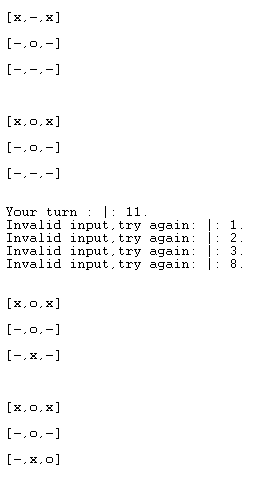 [x,-,x]
[-,o,-]
[-,-,-]
[x,o,x]
[-,o,-]
[-,-,-]
Your turn : |: 11.
Invalid input,try again: |: 1.
Invalid input,try again: |: 2.
Invalid input,try again: |: 3.
Invalid input,try again: |: 8.
[x,o,x]
[-,o,-]
[-,x,-]
[x,o,x]
[-,o,-]
[-,x,o]